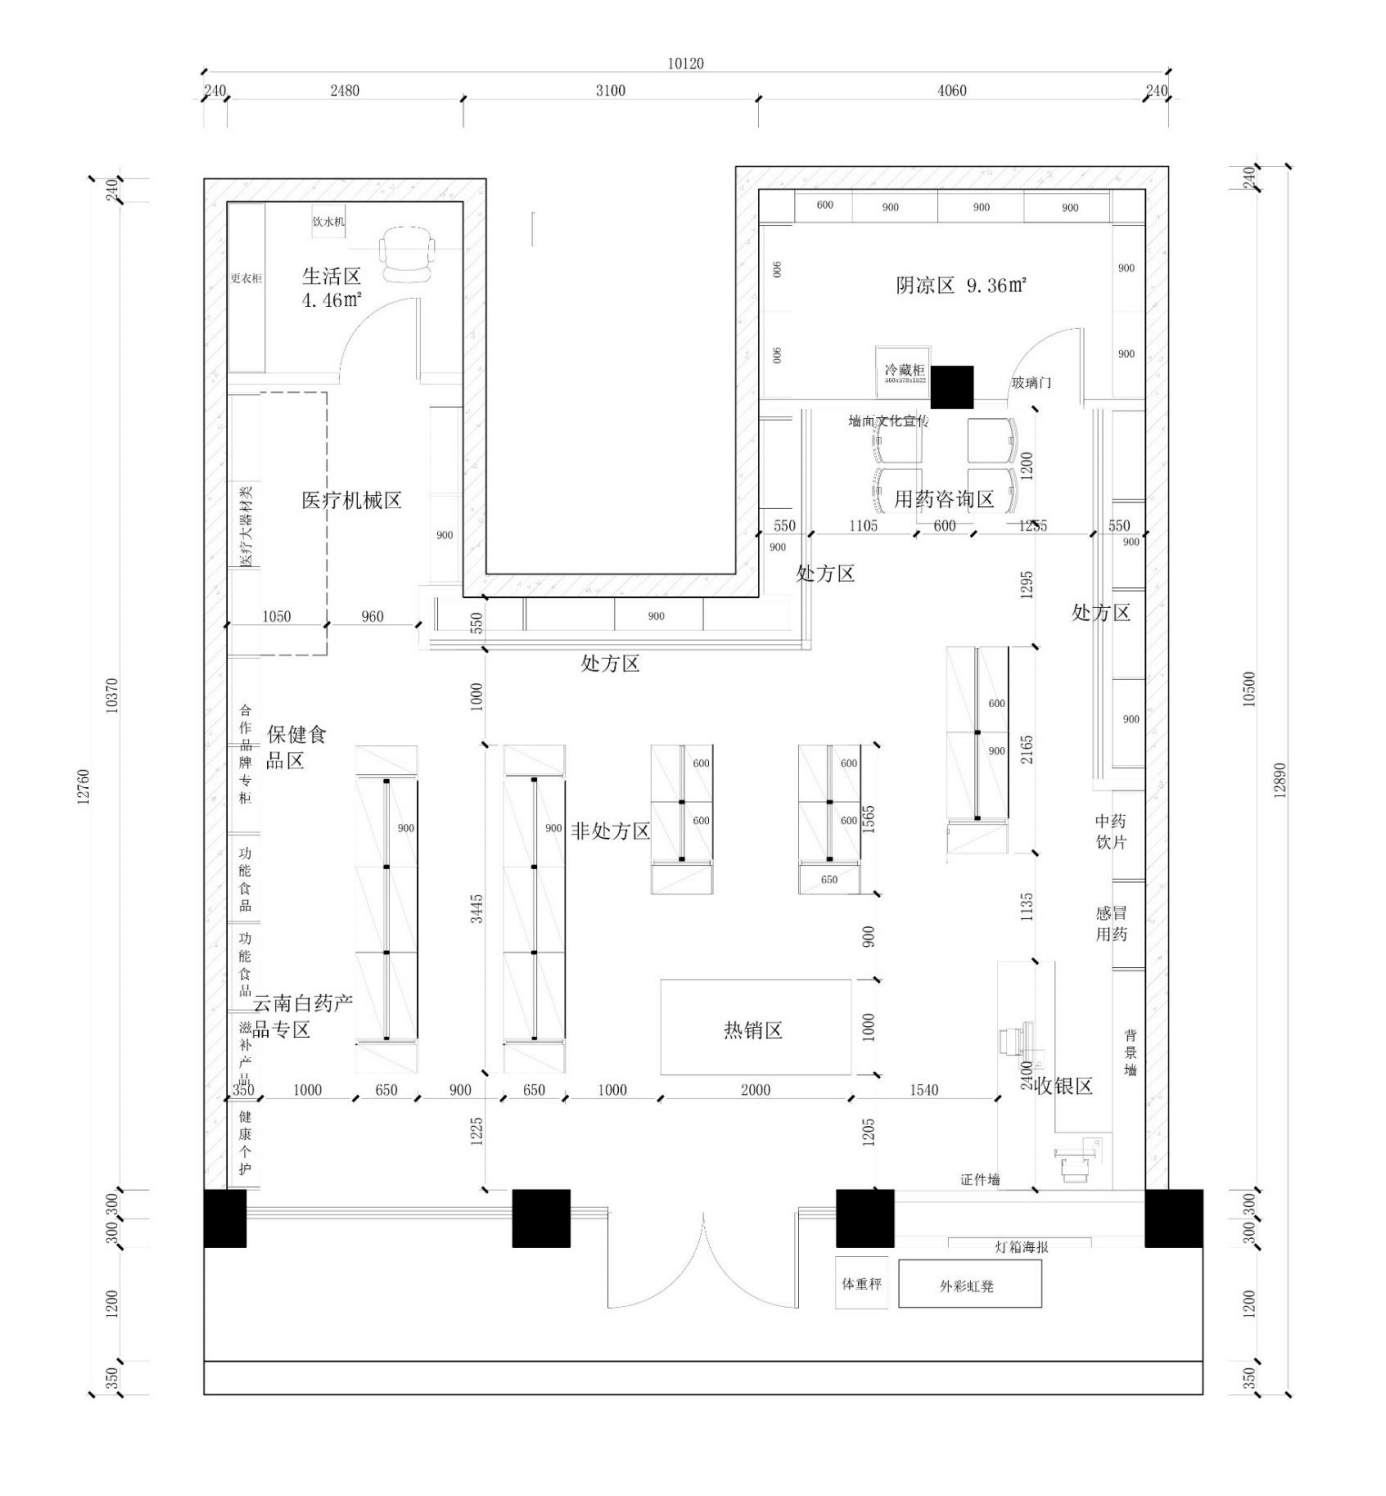 10120
240
2480
3100
4060
240
240
10370
12760
300
300
1200
350
240
10500
12890
300
300
1200
350
饮水机
更衣柜
生活区
4.46㎡
600
900
900
900
900
900
900
900
阴凉区 9.36㎡
冷藏柜
玻璃门
墙面文化宣传
用药咨询区
1200
550
1105
600
1255
550
900
900
处方区
1295
处方区
医疗机械区
医疗大器材类
900
1050
960
550
900
处方区
1000
合作品牌专柜
保健食
品区
900
900
非处方区
600
600
600
600
650
1565
600
900
2165
900
中药
饮片
感冒
用药
1135
功能食品
功能食品
3445
900
云南白药产
品专区
滋补产品
热销区
1000
2400
收银区
背景墙
350
1000
650
900
650
1000
2000
1540
健康个护
1225
1205
证件墙
灯箱海报
体重秤
外彩虹凳